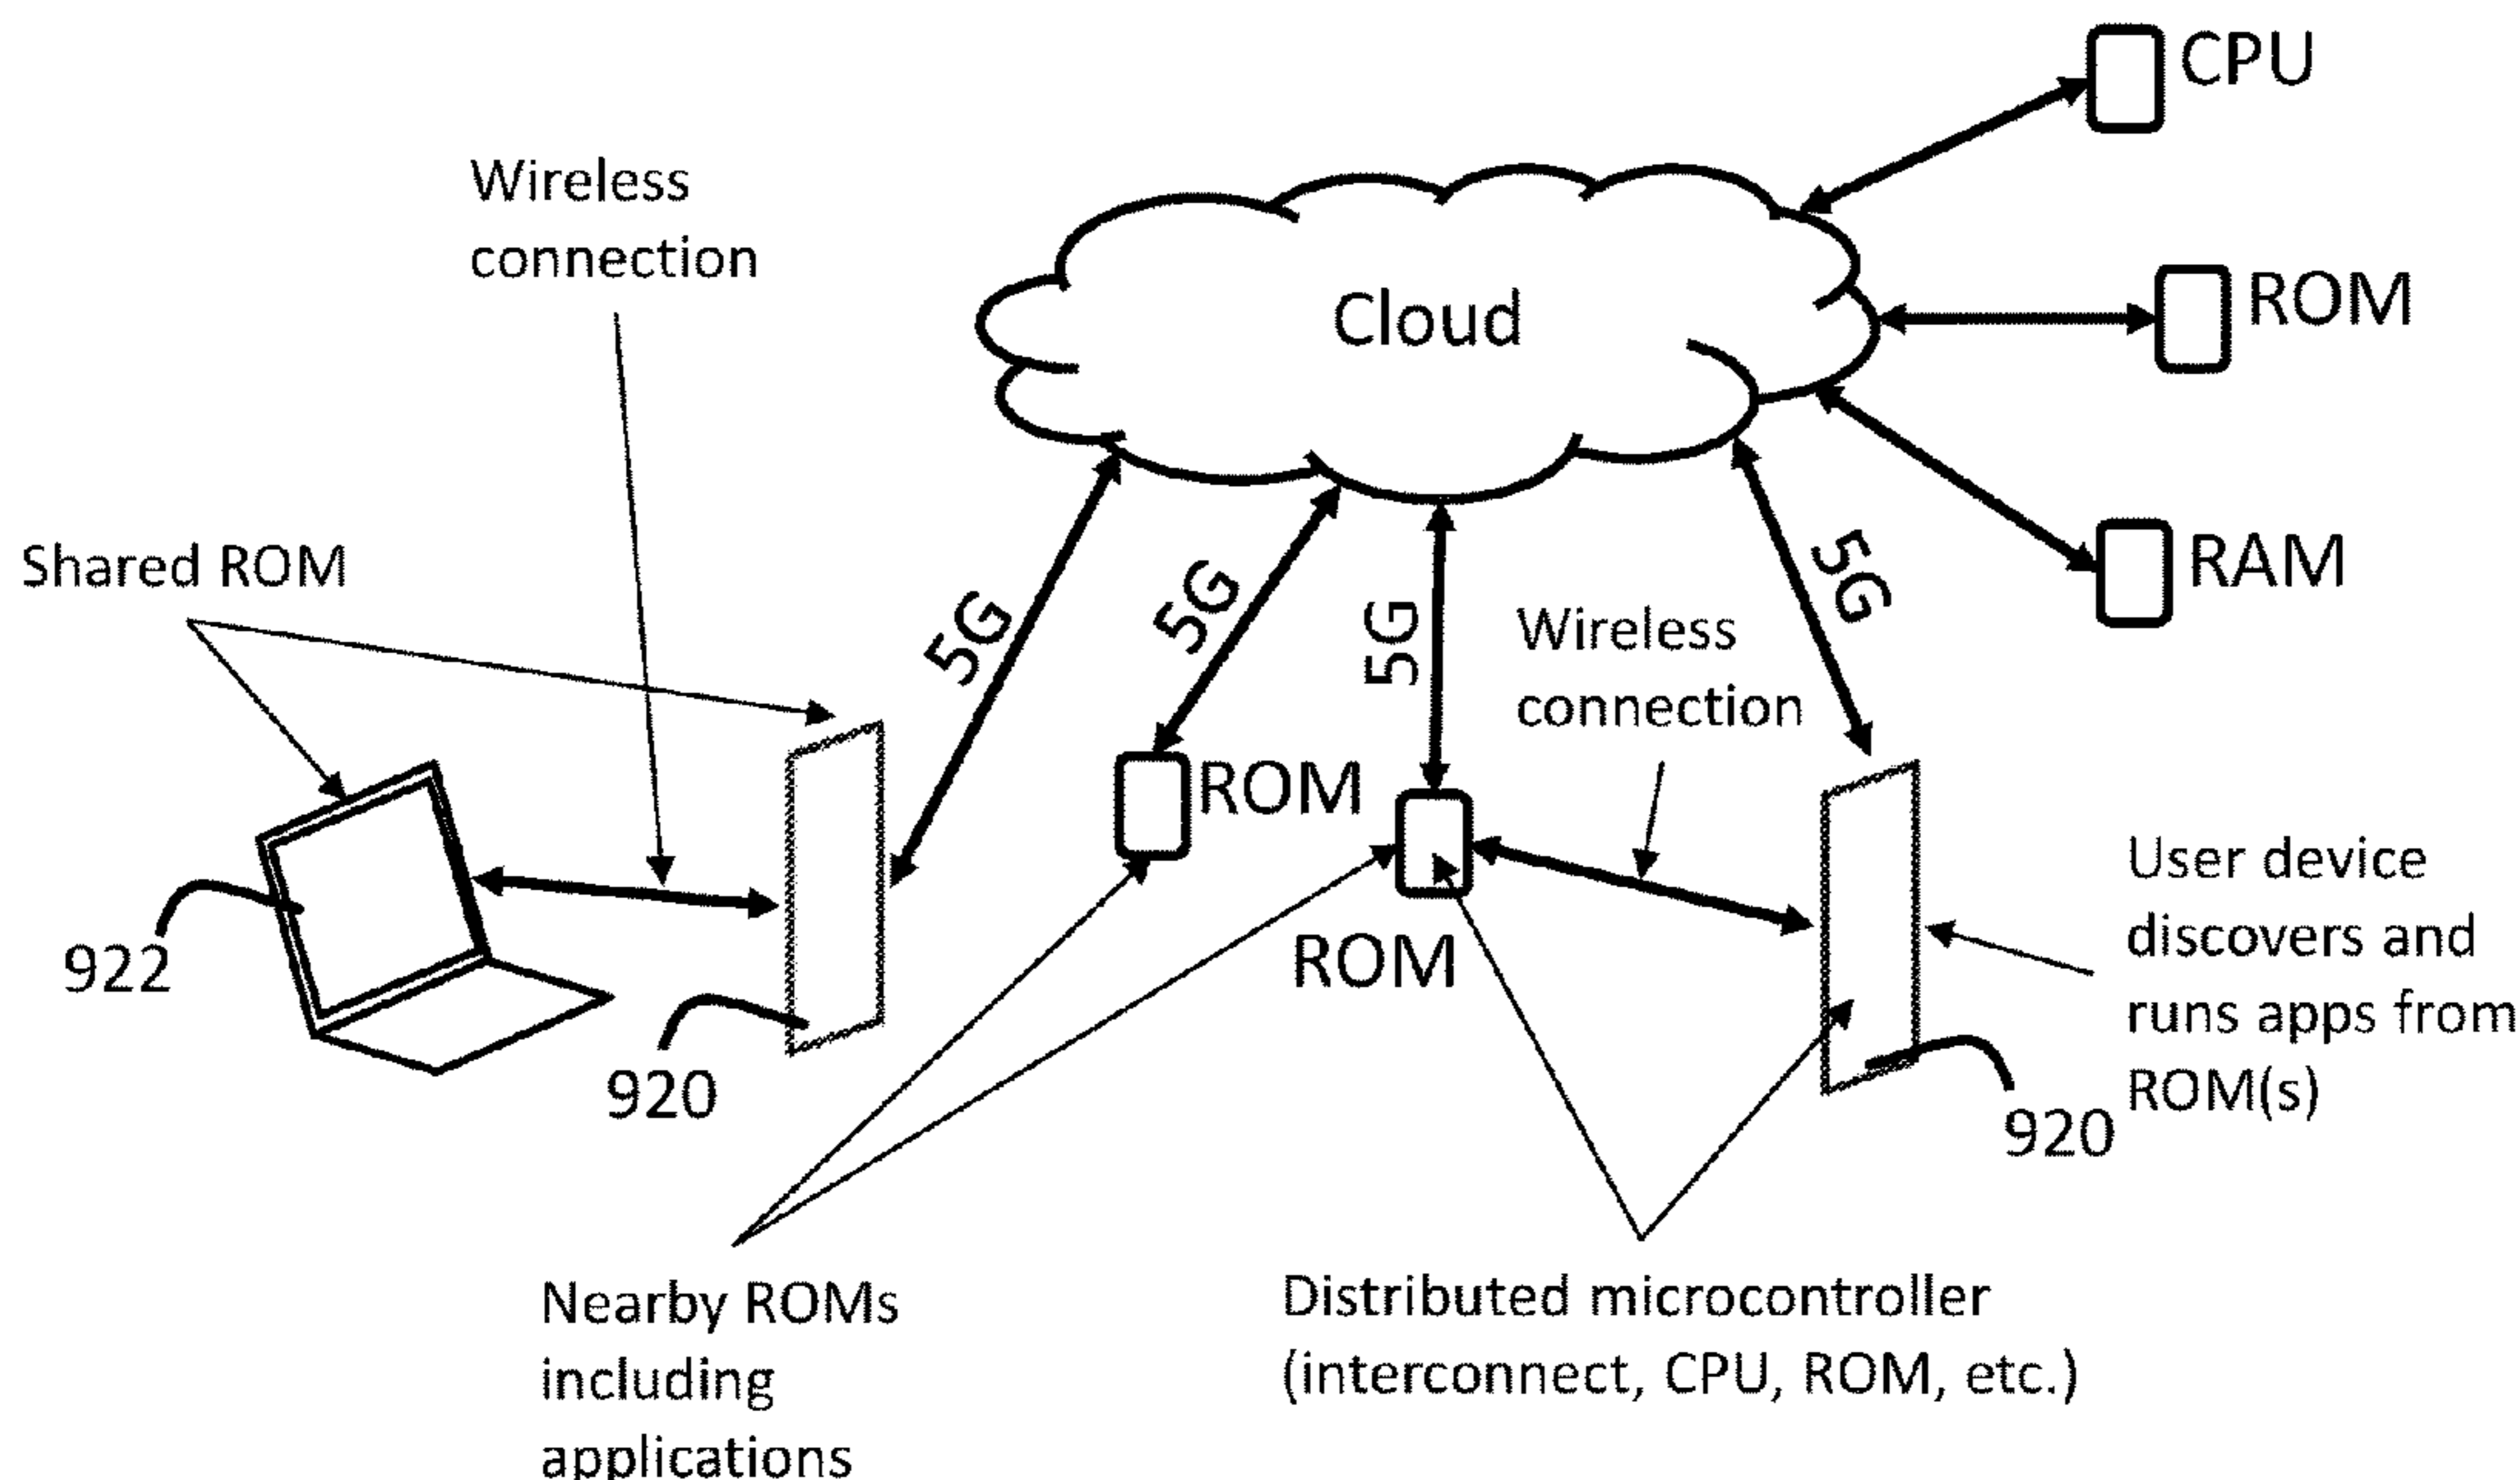 CPU
Wireless
connection
ROM
Cloud
Shared ROM
RAM
5G
5G
5G
5G
Wireless
connection
ROM
ROM
User device
discovers and
runs apps from
ROM(s)
922
920
920
Nearby ROMs
including
applications
Distributed microcontroller
(interconnect, CPU, ROM, etc.)